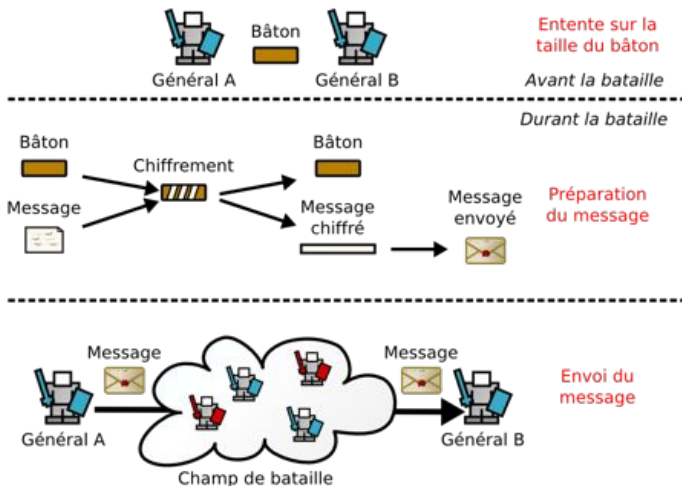 Entente sur la
taille du bâton
Bâton
Général A
Général B
Avant la bataille
Durant la bataille
Bâton
Chiffrement
Bâton
Message
Message
chiffré
Message
envoyé
Préparation
du message
Message
Message
Envoi du
message
Général A
Général B
Champ de bataille